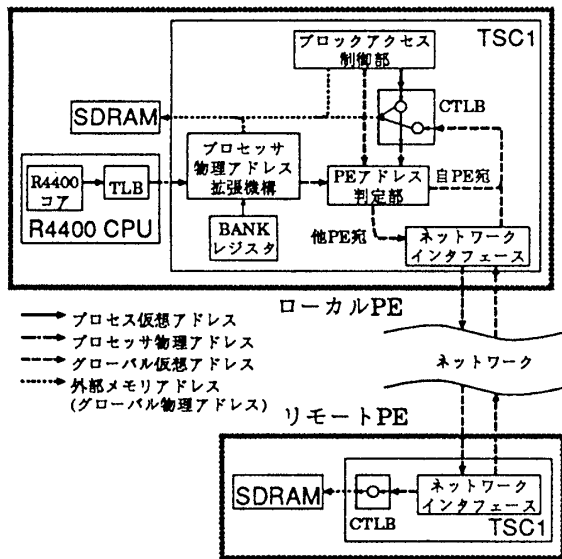 TSC1
ブロックアクセス
制御部
CTLB
SDRAM
プロセッサ
物理アドレス
拡張機構
R4400
コア
TLB
R4400 CPU
PEアドレス
判定部
自PE宛
BANK
レジスタ
他PE宛
ネットワーク
インタフェース
ローカルPE
プロセス仮想アドレス
プロセッサ物理アドレス
グローバル仮想アドレス
外部メモリアドレス
(グローバル物理アドレス)
ネットワーク
リモートPE
SDRAM
CTLB
ネットワーク
インタフェース
TSC1